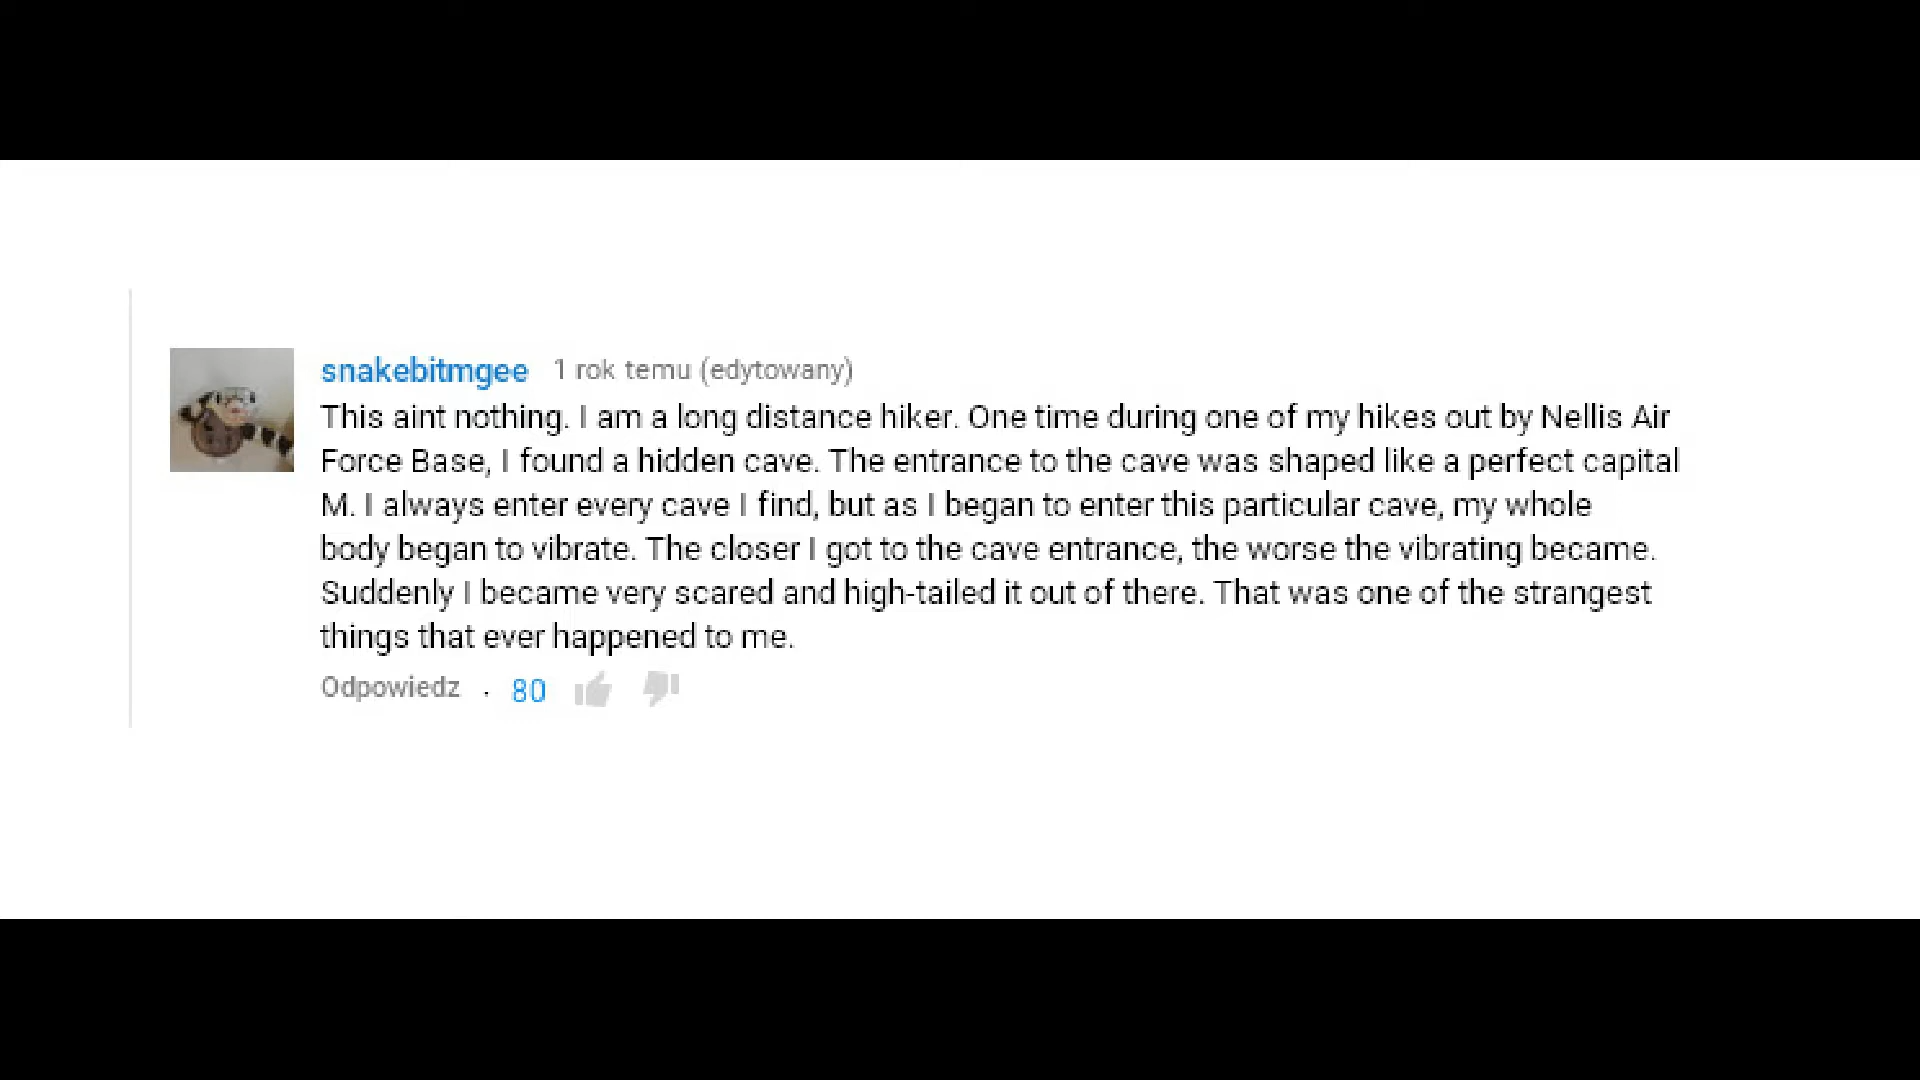 snakebitmgee 1 rok temu (edytowany)
This aint nothing. I am a long distance hiker. One time during one of my hikes out by Nellis Air
Force Base, I found a hidden cave. The entrance to the cave was shaped like a perfect capital
M. I always enter every cave I find, but as I began to enter this particular cave, my whole
body began to vibrate. The closer I got to the cave entrance, the worse the vibrating became.
Suddenly I became very scared and high-tailed it out of there. That was one of the strangest
things that ever happened to me.
Odpowiedz . 80